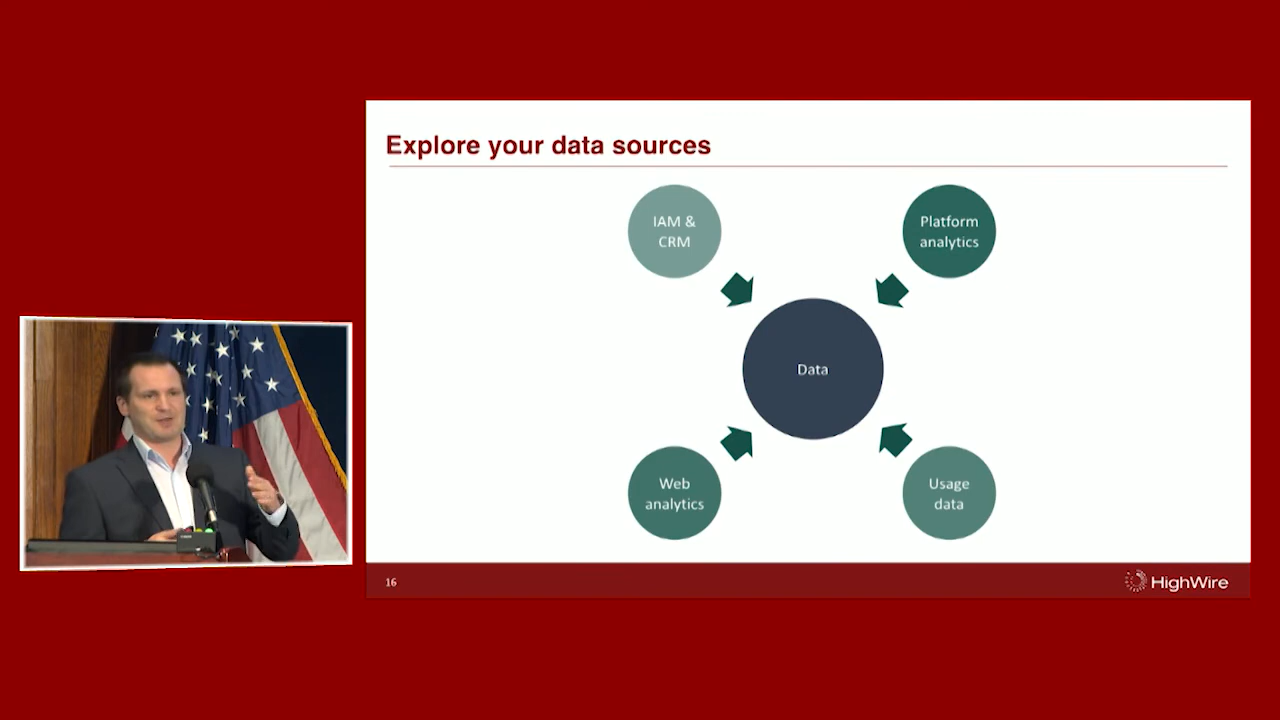 Explore your data sources
IAM &
CRM
Platform
analytics
Data
Web
analytics
Usage
data
16
HighWire